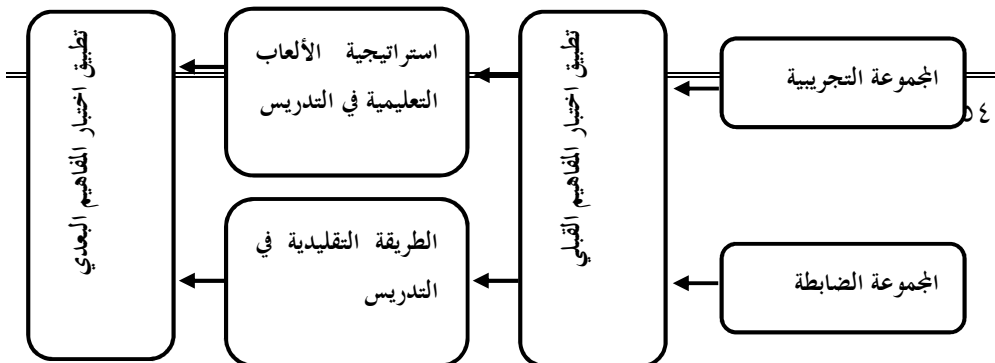 المجموعة التجريبية
٥٤
المجموعة الضابطة
تطبيق اختبار المفاهيم القبلي
استراتيجية الألعاب
التعليمية في التدريس
الطريقة التقليدية في
التدريس
تطبيق اختبار المفاهيم البعدي